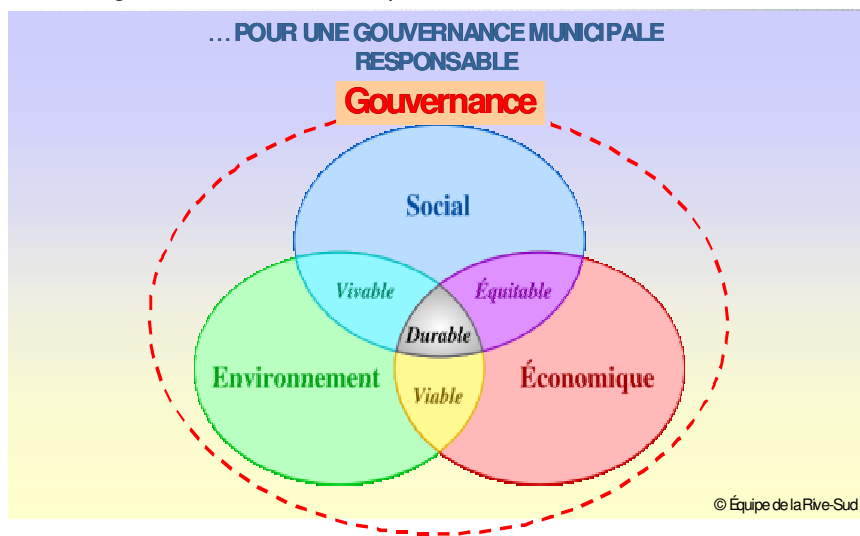 … POUR UNE GOUVERNANCE MUNICIPALE
RESPONSABLE
Gouvernance
Social
Vivable
Équitable
Durable
Environnement
Économique
Viable
© Équipe de la Rive-Sud